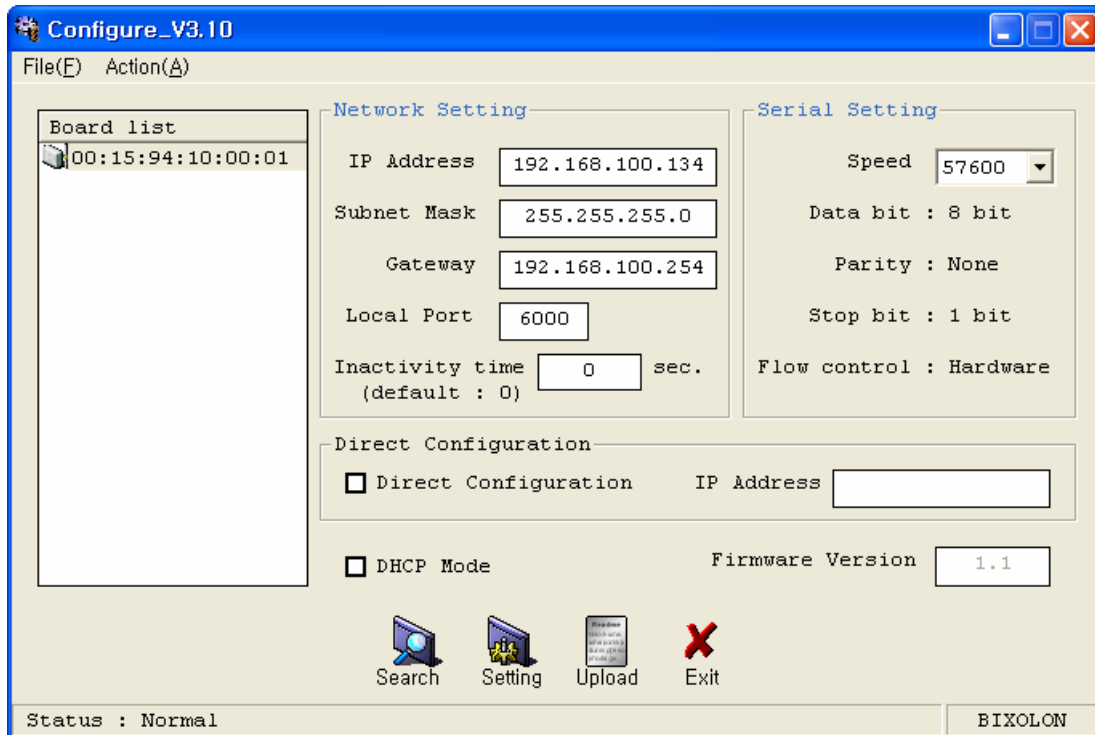 Configure_V3.10
File(F) Action(A)
Board list
00:15:94:10:00:01
Network Setting
IP Address 192.168.100.134
Subnet Mask 255.255.255.0
Gateway 192.168.100.254
Local Port 6000
Inactivity time 0 sec.
(default : 0)
Serial Setting
Speed 57600
Data bit : 8 bit
Parity : None
Stop bit : 1 bit
Flow control : Hardware
Direct Configuration
Direct Configuration IP Address
DHCP Mode Firmware Version 1.1
Readme
Search Setting Upload Exit
Status : Normal BIXOLON